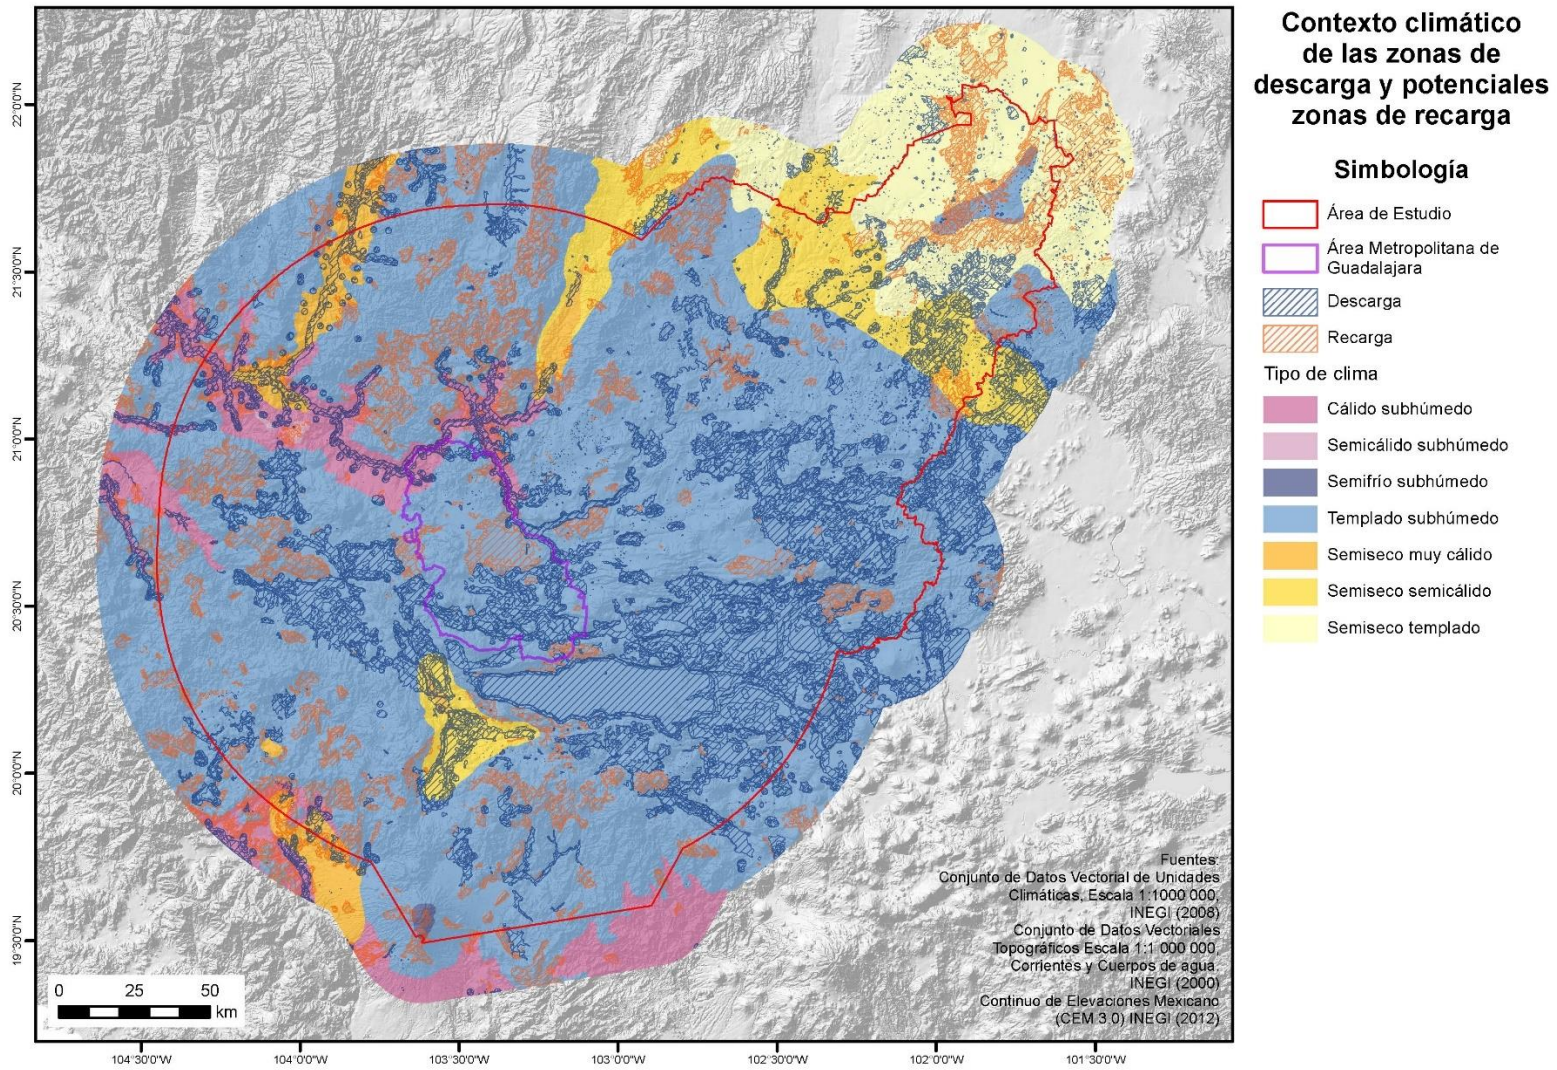 Contexto climático
de las zonas de
descarga y potenciales
zonas de recarga
Simbología
Área de Estudio
Área Metropolitana de
Guadalajara
Descarga
Recarga
Tipo de clima
Cálido subhúmedo
Semicálido subhúmedo
Semifrío subhúmedo
Templado subhúmedo
Semiseco muy cálido
Semiseco semicálido
Semiseco templado
22°0'0"N
21°30'0"N
21°0'0"N
20°30'0"N
20°0'0"N
19°30'0"N
Fuentes:
Conjunto de Datos Vectorial de Unidades
Climáticas, Escala 1:1000 000,
INEGI (2008)
Conjunto de Datos Vectoriales
Topográficos Escala 1:1 000 000.
Corrientes y Cuerpos de agua.
INEGI (2000)
Continuo de Elevaciones Mexicano
(CEM 3.0) INEGI (2012)
0 25 50
km
104°30'0"W 104°0'0"W 103°30'0"W 103°0'0"W 102°30'0"W 102°0'0"W 101°30'0"W